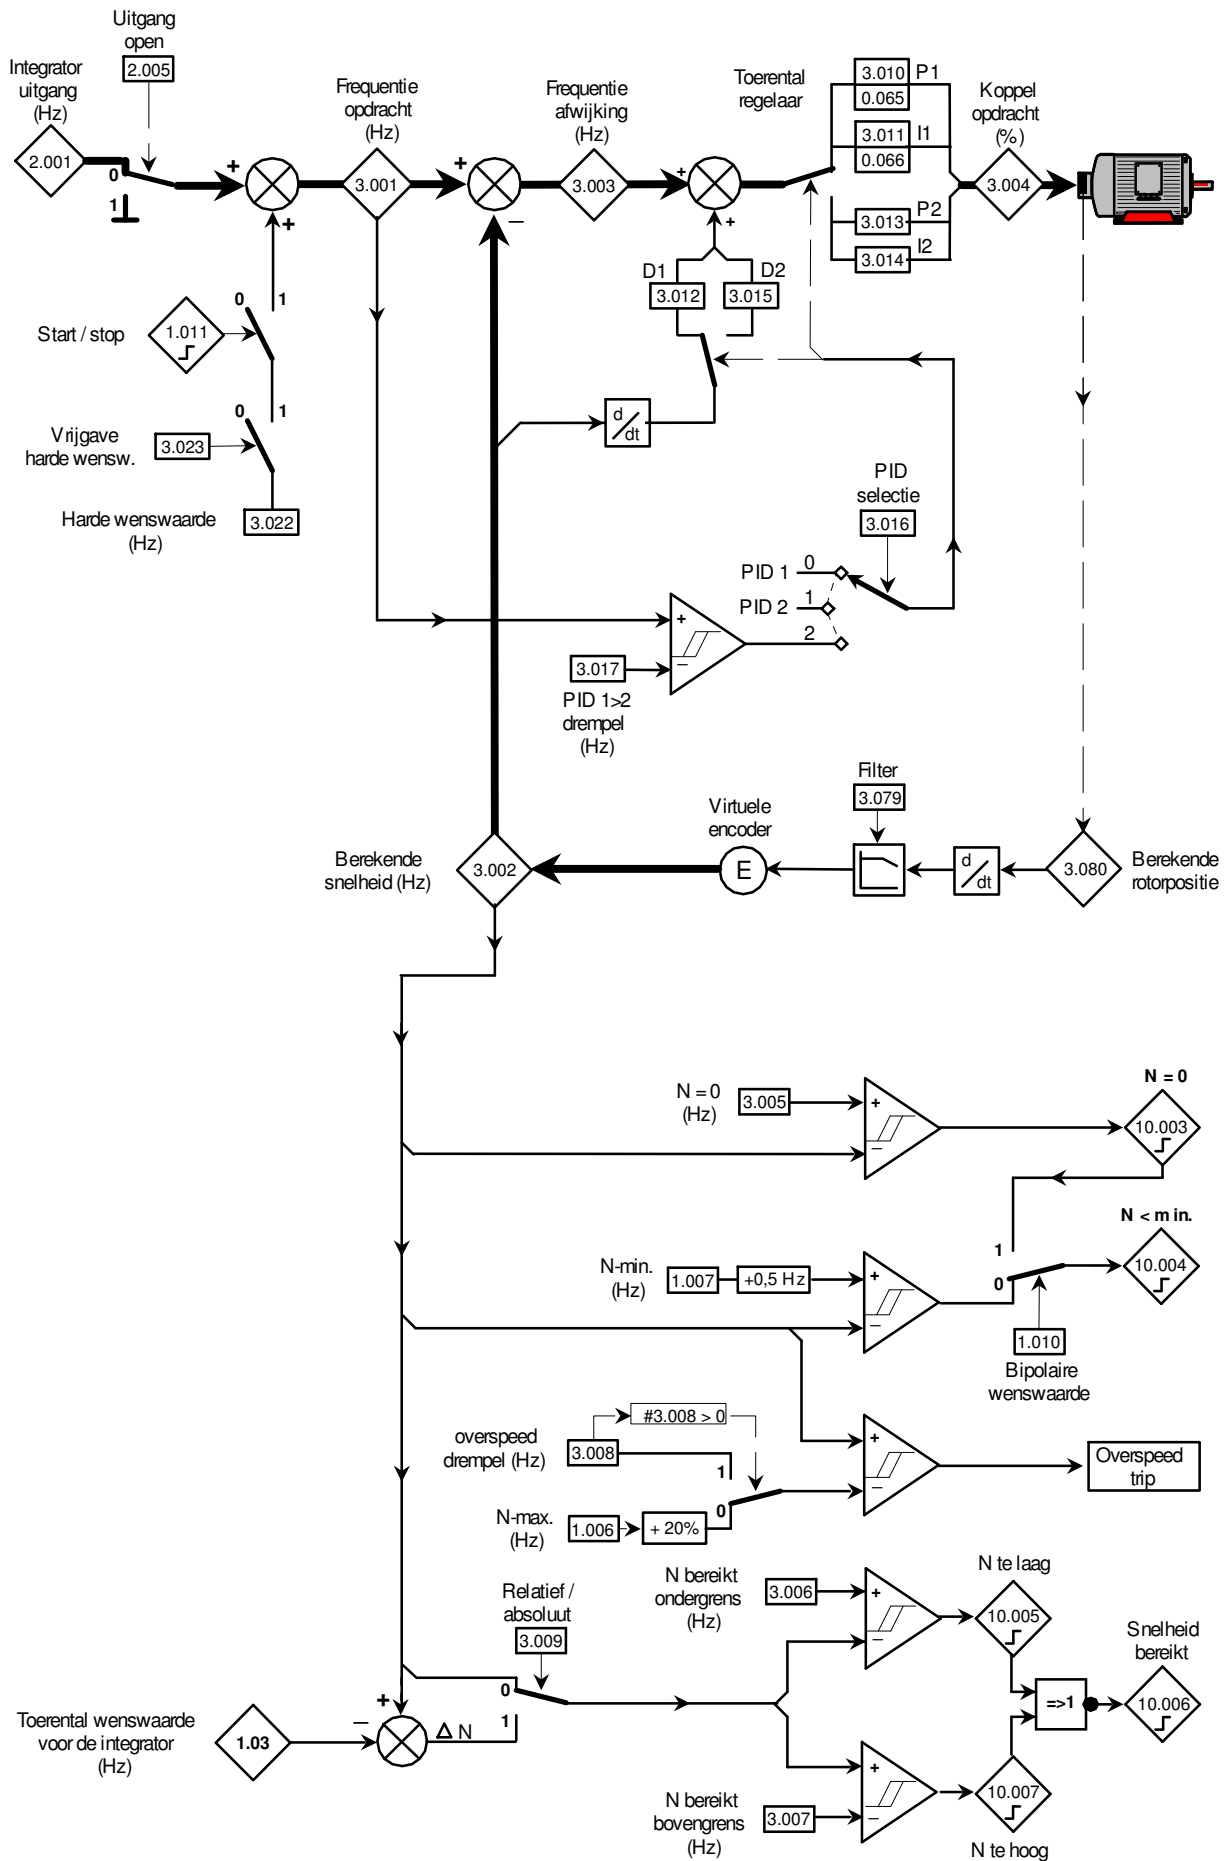 Uitgang
open
2.005
Integrator
uitgang
(Hz)
2.001
0
1
+
+
Frequentie
opdracht
(Hz)
3.001
+
–
Frequentie
afwijking
(Hz)
3.003
+
+
Toerental
regelaar
3.010
P1
0.065
3.011
I1
0.066
3.013
P2
3.014
I2
Koppel
opdracht
(%)
3.004
D1
D2
3.012
3.015
Start / stop
1.011
0
1
Vrijgave
harde wensw.
3.023
0
1
Harde wenswaarde
(Hz)
3.022
d
dt
PID
selectie
3.016
PID 1
0
PID 2
1
2
+
–
3.017
PID 1>2
drempel
(Hz)
Filter
3.079
Virtuele
encoder
E
Berekende
snelheid (Hz)
3.002
d
dt
3.080
Berekende
rotorpositie
N = 0
(Hz)
3.005
+
–
N = 0
10.003
N < min.
10.004
N-min.
(Hz)
1.007
+0,5 Hz
+
–
1
0
1.010
Bipolaire
wenswaarde
#3.008 > 0
overspeed
drempel (Hz)
3.008
1
0
N-max.
(Hz)
1.006
+ 20%
+
–
Overspeed
trip
N bereikt
ondergrens
(Hz)
3.006
+
–
N te laag
10.005
Relatief /
absoluut
3.009
0
1
Snelheid
bereikt
=>1
10.006
Toerental wenswaarde
voor de integrator
(Hz)
1.03
–
+
Δ N
N bereikt
bovengrens
(Hz)
3.007
+
–
10.007
N te hoog